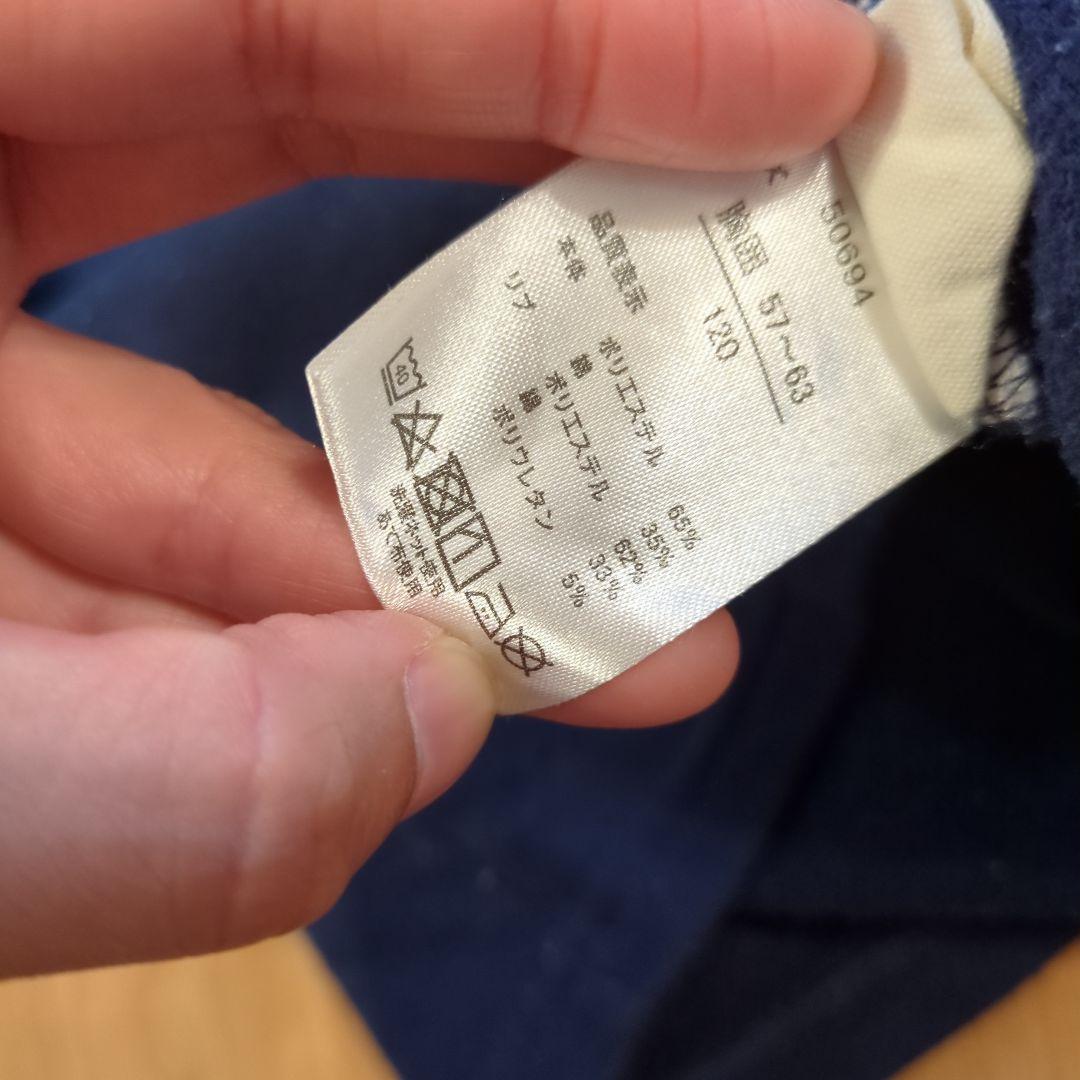 50694
ズ
胸囲 57~63
120
品質表示
本体 ポリエステル 65%
綿 35%
リブ ポリエステル 62%
綿 33%
ポリウレタン 5%
40
洗濯ネット使用
あて布使用